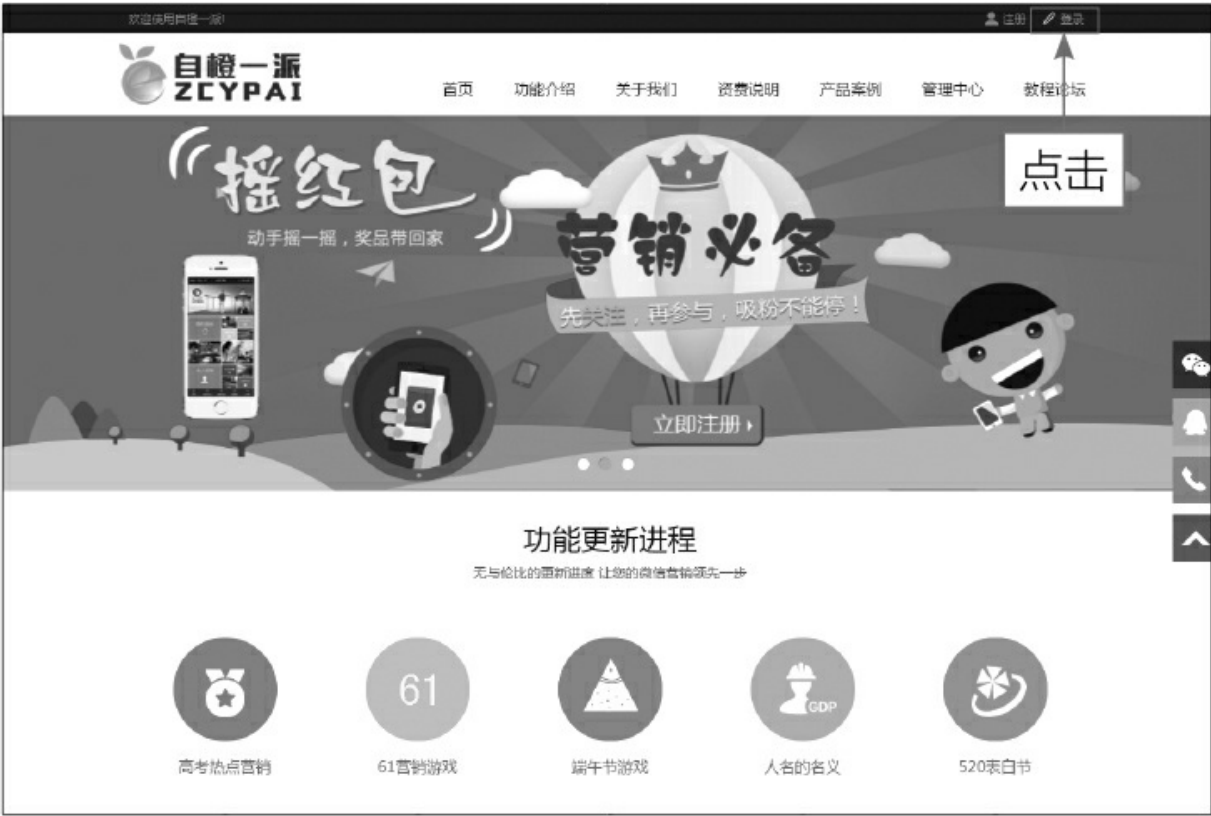 欢迎使用自橙一派!
注册 登录
自橙一派
ZCYPAI
首页 功能介绍 关于我们 资费说明 产品案例 管理中心 教程论坛
点击
摇红包
动手摇一摇，奖品带回家
营销必备
先关注，再参与，吸粉不能停！
立即注册
功能更新进程
无与伦比的更新进度 让您的微信营销领先一步
61
GDP
高考热点营销 61营销游戏 端午节游戏 人名的名义 520表白节